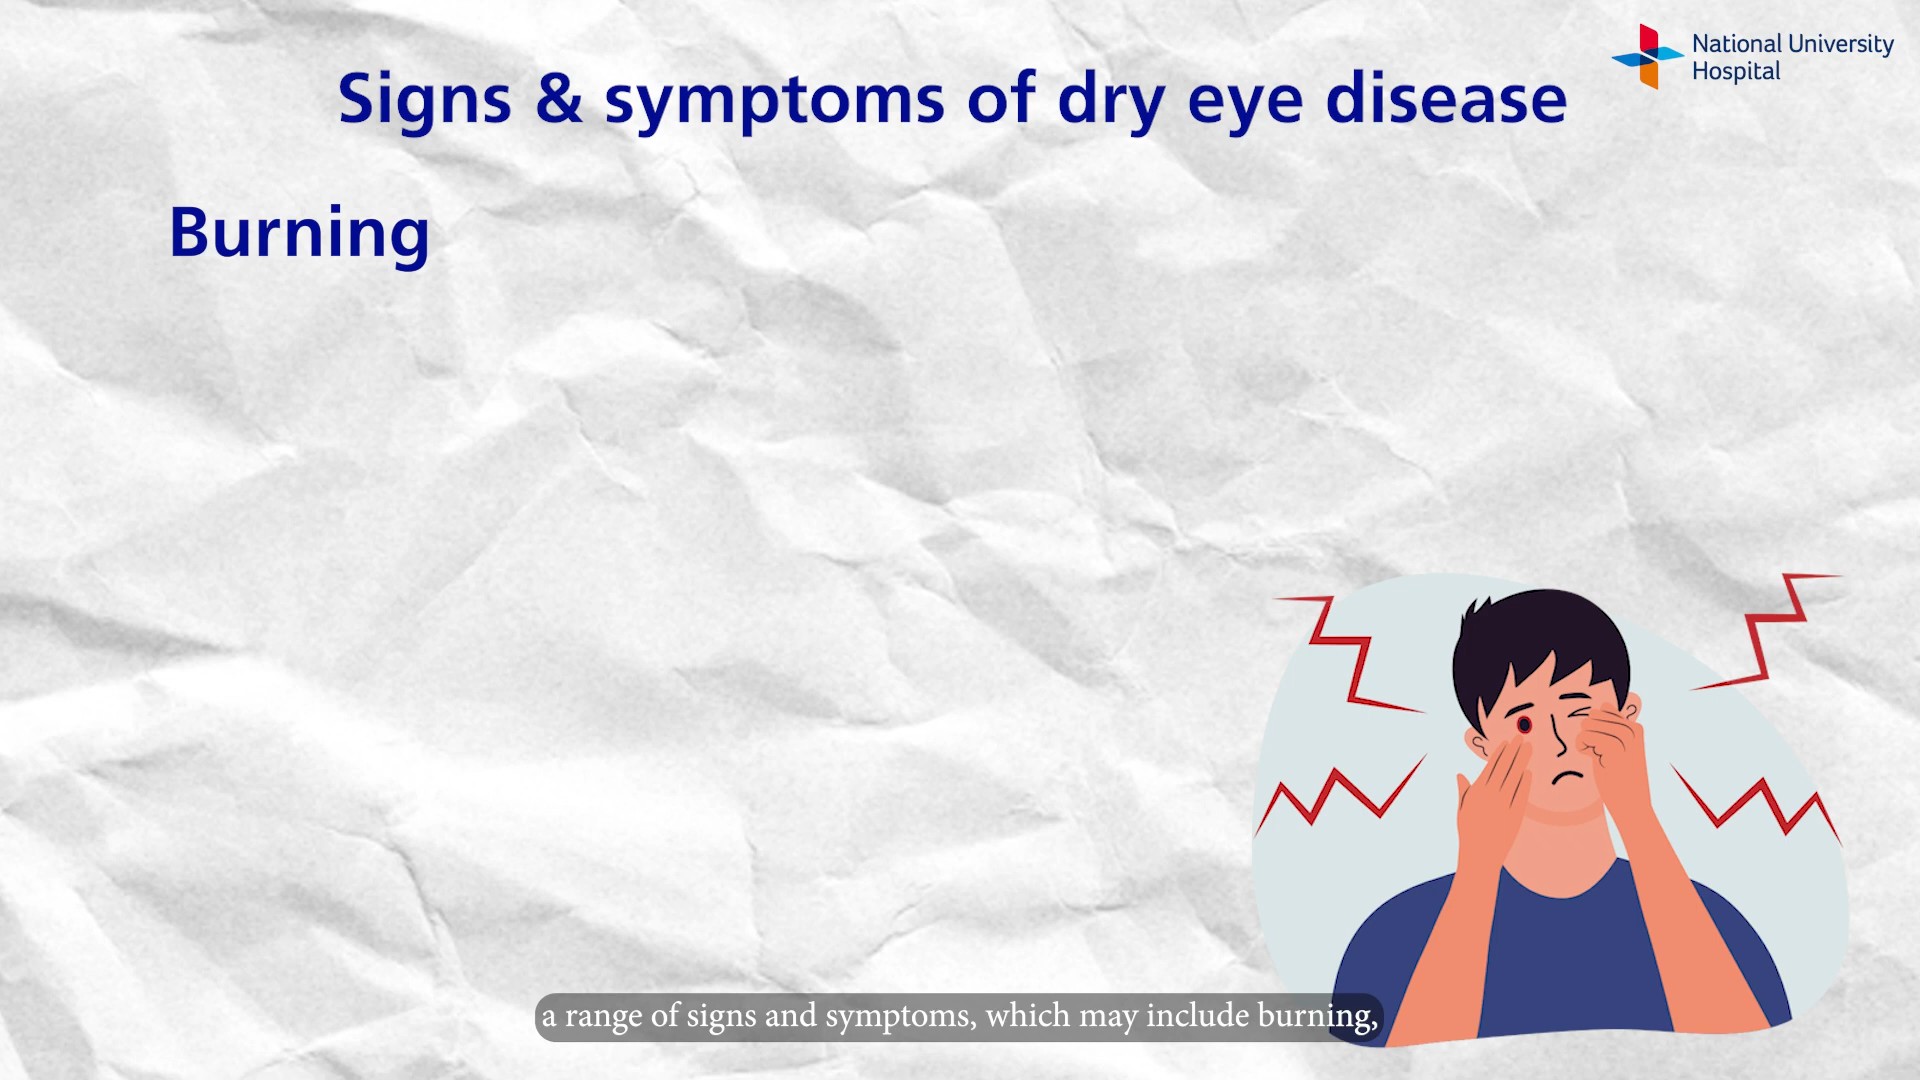 National University
Hospital
Signs & symptoms of dry eye disease
Burning
a range of signs and symptoms, which may include burning,